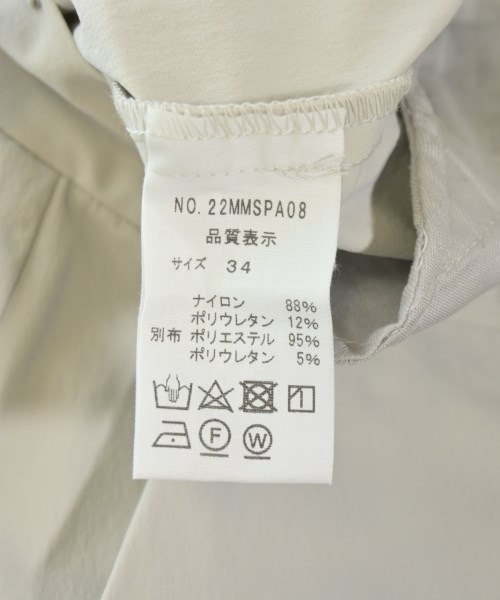 NO. 22MMSPA08
品質表示
サイズ 34
ナイロン 88%
ポリウレタン 12%
別布 ポリエステル 95%
ポリウレタン 5%
F W